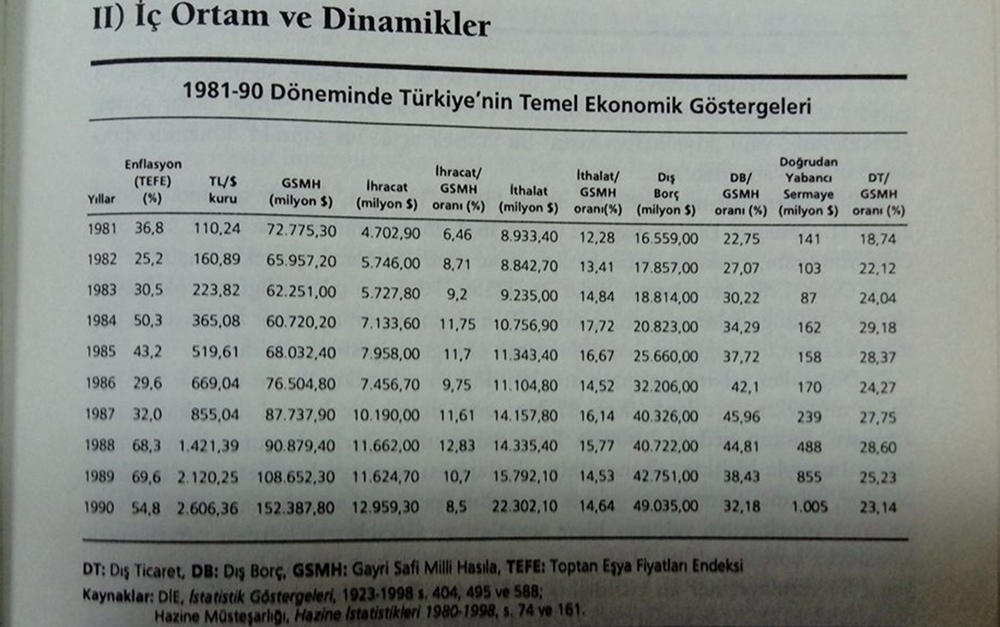 II) İç Ortam ve Dinamikler
1981-90 Döneminde Türkiye'nin Temel Ekonomik Göstergeleri
Yıllar Enflasyon (TEFE) (%) TL/$ kuru GSMH (milyon $) İhracat (milyon $) İhracat/ GSMH oranı (%) İthalat (milyon $) İthalat/ GSMH oranı(%) Dış Borç (milyon $) DB/ GSMH oranı (%) Doğrudan Yabancı Sermaye (milyon $) DT/ GSMH oranı (%)
1981 36,8 110,24 72.775,30 4.702,90 6,46 8.933,40 12,28 16.559,00 22,75 141 18,74
1982 25,2 160,89 65.957,20 5.746,00 8,71 8.842,70 13,41 17.857,00 27,07 103 22,12
1983 30,5 223,82 62.251,00 5.727,80 9,2 9.235,00 14,84 18.814,00 30,22 87 24,04
1984 50,3 365,08 60.720,20 7.133,60 11,75 10.756,90 17,72 20.823,00 34,29 162 29,18
1985 43,2 519,61 68.032,40 7.958,00 11,7 11.343,40 16,67 25.660,00 37,72 158 28,37
1986 29,6 669,04 76.504,80 7.456,70 9,75 11.104,80 14,52 32.206,00 42,1 170 24,27
1987 32,0 855,04 87.737,90 10.190,00 11,61 14.157,80 16,14 40.326,00 45,96 239 27,75
1988 68,3 1.421,39 90.879,40 11.662,00 12,83 14.335,40 15,77 40.722,00 44,81 488 28,60
1989 69,6 2.120,25 108.652,30 11.624,70 10,7 15.792,10 14,53 42.751,00 38,43 855 25,23
1990 54,8 2.606,36 152.387,80 12.959,30 8,5 22.302,10 14,64 49.035,00 32,18 1.005 23,14
DT: Dış Ticaret, DB: Dış Borç, GSMH: Gayri Safi Milli Hasıla, TEFE: Toptan Eşya Fiyatları Endeksi
Kaynaklar: DİE, İstatistik Göstergeleri, 1923-1998 s. 404, 495 ve 588;
Hazine Müsteşarlığı, Hazine İstatistikleri 1980-1998, s. 74 ve 161.